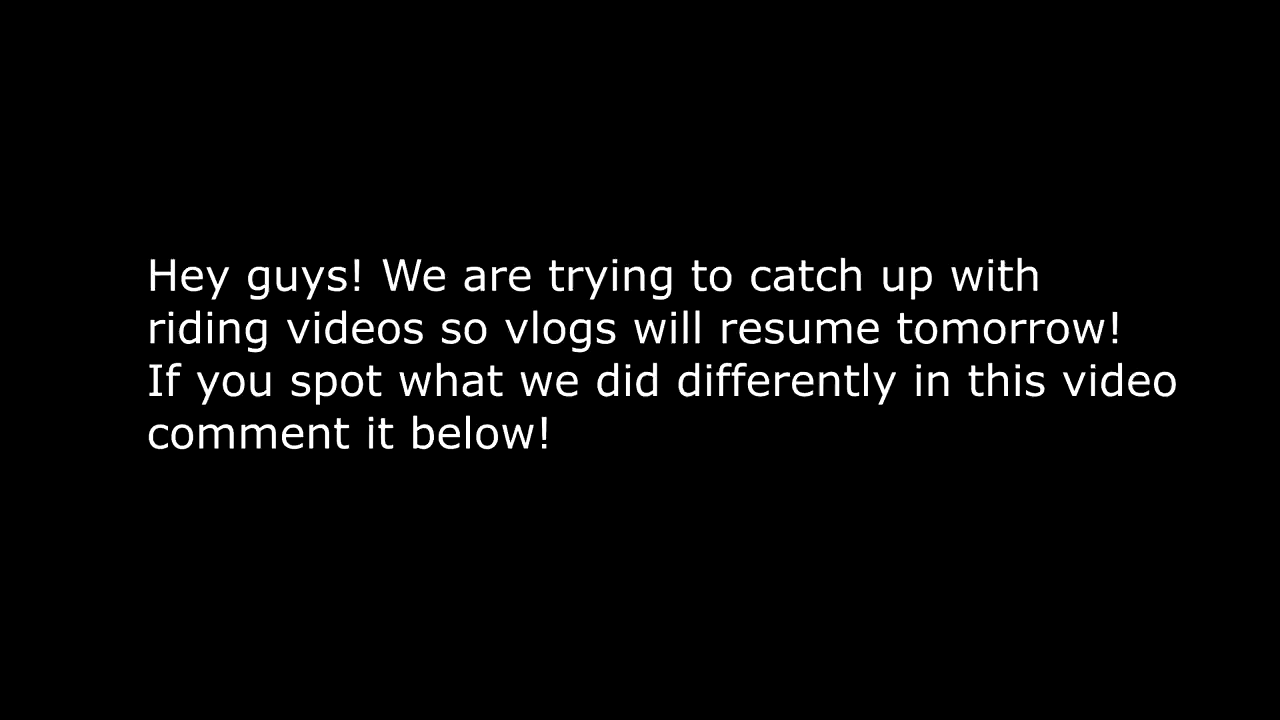 Hey guys! We are trying to catch up with
riding videos so vlogs will resume tomorrow!
If you spot what we did differently in this video
comment it below!